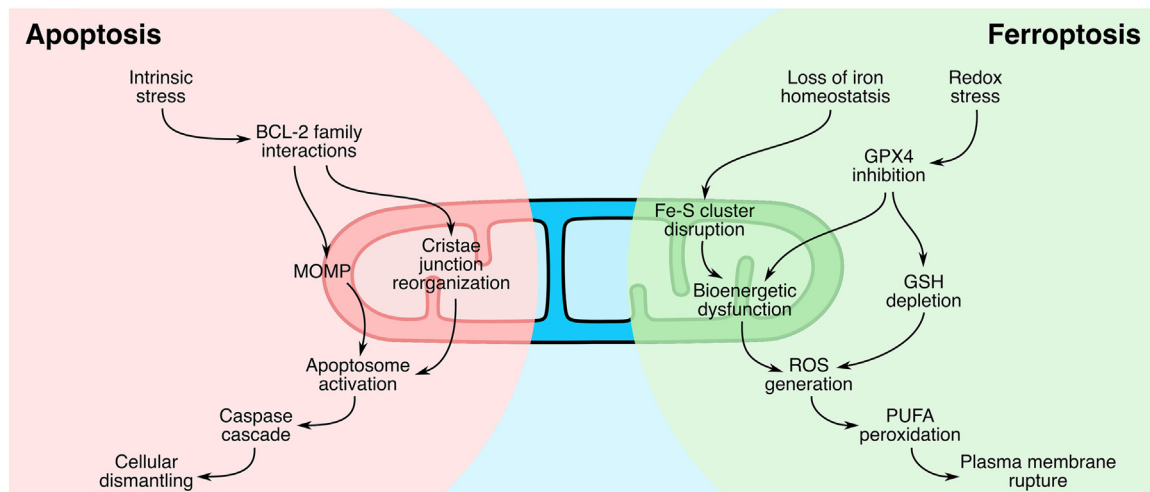 Apoptosis
Ferroptosis
Intrinsic
stress
BCL-2 family
interactions
MOMP
Cristae
junction
reorganization
Apoptosome
activation
Caspase
cascade
Cellular
dismantling
Loss of iron
homeostatsis
Redox
stress
GPX4
inhibition
Fe-S cluster
disruption
Bioenergetic
dysfunction
GSH
depletion
ROS
generation
PUFA
peroxidation
Plasma membrane
rupture